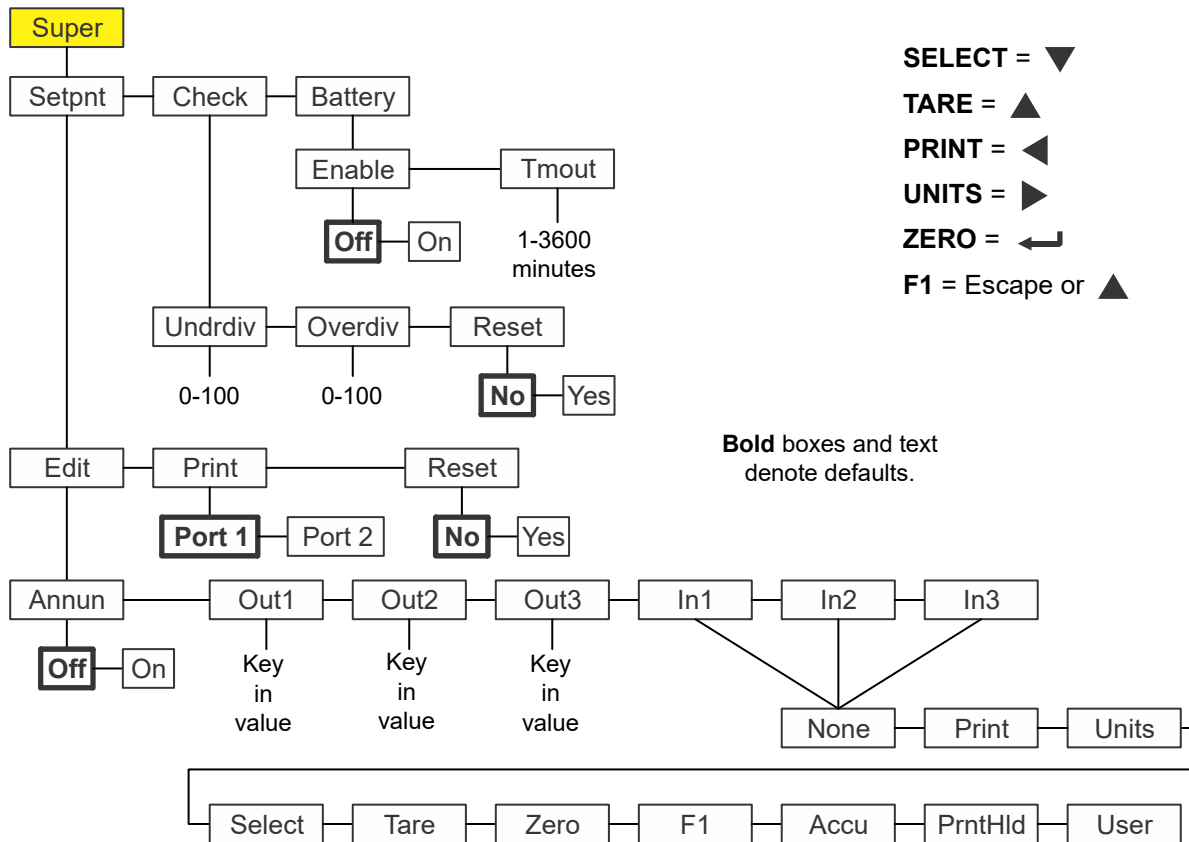 Super
SELECT = ▼
Setpnt Check Battery
TARE = ▲
PRINT = ◀
Enable Tmout
UNITS = ▶
Off On 1-3600
minutes
ZERO = ↵
F1 = Escape or ▲
Undrdiv Overdiv Reset
0-100 0-100 No Yes
Bold boxes and text
denote defaults.
Edit Print Reset
Port 1 Port 2 No Yes
Annun Out1 Out2 Out3 In1 In2 In3
Off On
Key
in
value
Key
in
value
Key
in
value
None Print Units
Select Tare Zero F1 Accu PrntHld User